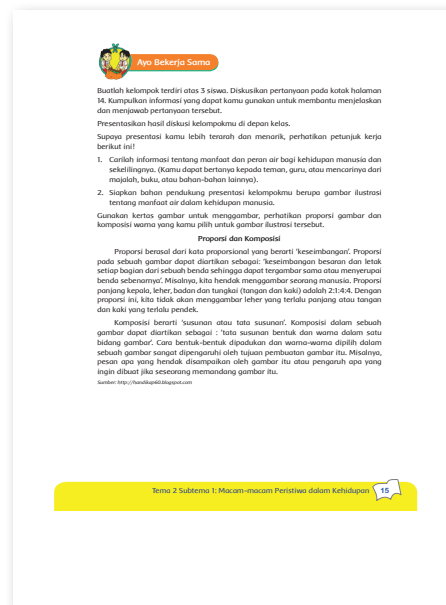 Ayo Bekerja Sama
Buatlah kelompok terdiri atas 3 siswa. Diskusikan pertanyaan pada kotak halaman
14. Kumpulkan informasi yang dapat kamu gunakan untuk membantu menjelaskan
dan menjawab pertanyaan tersebut.
Presentasikan hasil diskusi kelompokmu di depan kelas.
Supaya presentasi kamu lebih terarah dan menarik, perhatikan petunjuk kerja
berikut ini!
1. Carilah informasi tentang manfaat dan peran air bagi kehidupan manusia dan
sekelilingnya. (Kamu dapat bertanya kepada teman, guru, atau mencarinya dari
majalah, buku, atau bahan-bahan lainnya).
2. Siapkan bahan pendukung presentasi kelompokmu berupa gambar ilustrasi
tentang manfaat air dalam kehidupan manusia.
Gunakan kertas gambar untuk menggambar, perhatikan proporsi gambar dan
komposisi warna yang kamu pilih untuk gambar ilustrasi tersebut.
Proporsi dan Komposisi
Proporsi berasal dari kata proporsional yang berarti 'keseimbangan'. Proporsi
pada sebuah gambar dapat diartikan sebagai: 'keseimbangan besaran dan letak
setiap bagian dari sebuah benda sehingga dapat tergambar sama atau menyerupai
benda sebenarnya'. Misalnya, kita hendak menggambar seorang manusia. Proporsi
panjang kepala, leher, badan dan tungkai (tangan dan kaki) adalah 2:1:4:4. Dengan
proporsi ini, kita tidak akan menggambar leher yang terlalu panjang atau tangan
dan kaki yang terlalu pendek.
Komposisi berarti 'susunan atau tata susunan'. Komposisi dalam sebuah
gambar dapat diartikan sebagai : 'tata susunan bentuk dan warna dalam satu
bidang gambar'. Cara bentuk-bentuk dipadukan dan warna-warna dipilih dalam
sebuah gambar sangat dipengaruhi oleh tujuan pembuatan gambar itu. Misalnya,
pesan apa yang hendak disampaikan oleh gambar itu atau pengaruh apa yang
ingin dibuat jika seseorang memandang gambar itu.
Sumber: http://handikap60.blogspot.com
Tema 2 Subtema 1: Macam-macam Peristiwa dalam Kehidupan
15